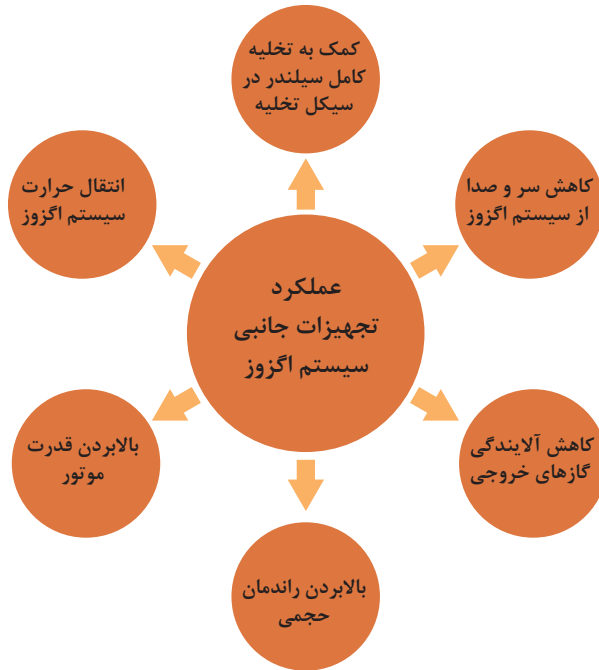 عملکرد
تجهیزات جانبی
سیستم اگزوز
کمک به تخلیه
کامل سیلندر در
سیکل تخلیه
کاهش سر و صدا
از سیستم اگزوز
کاهش آلایندگی
گازهای خروجی
بالابردن راندمان
حجمی
بالابردن قدرت
موتور
انتقال حرارت
سیستم اگزوز